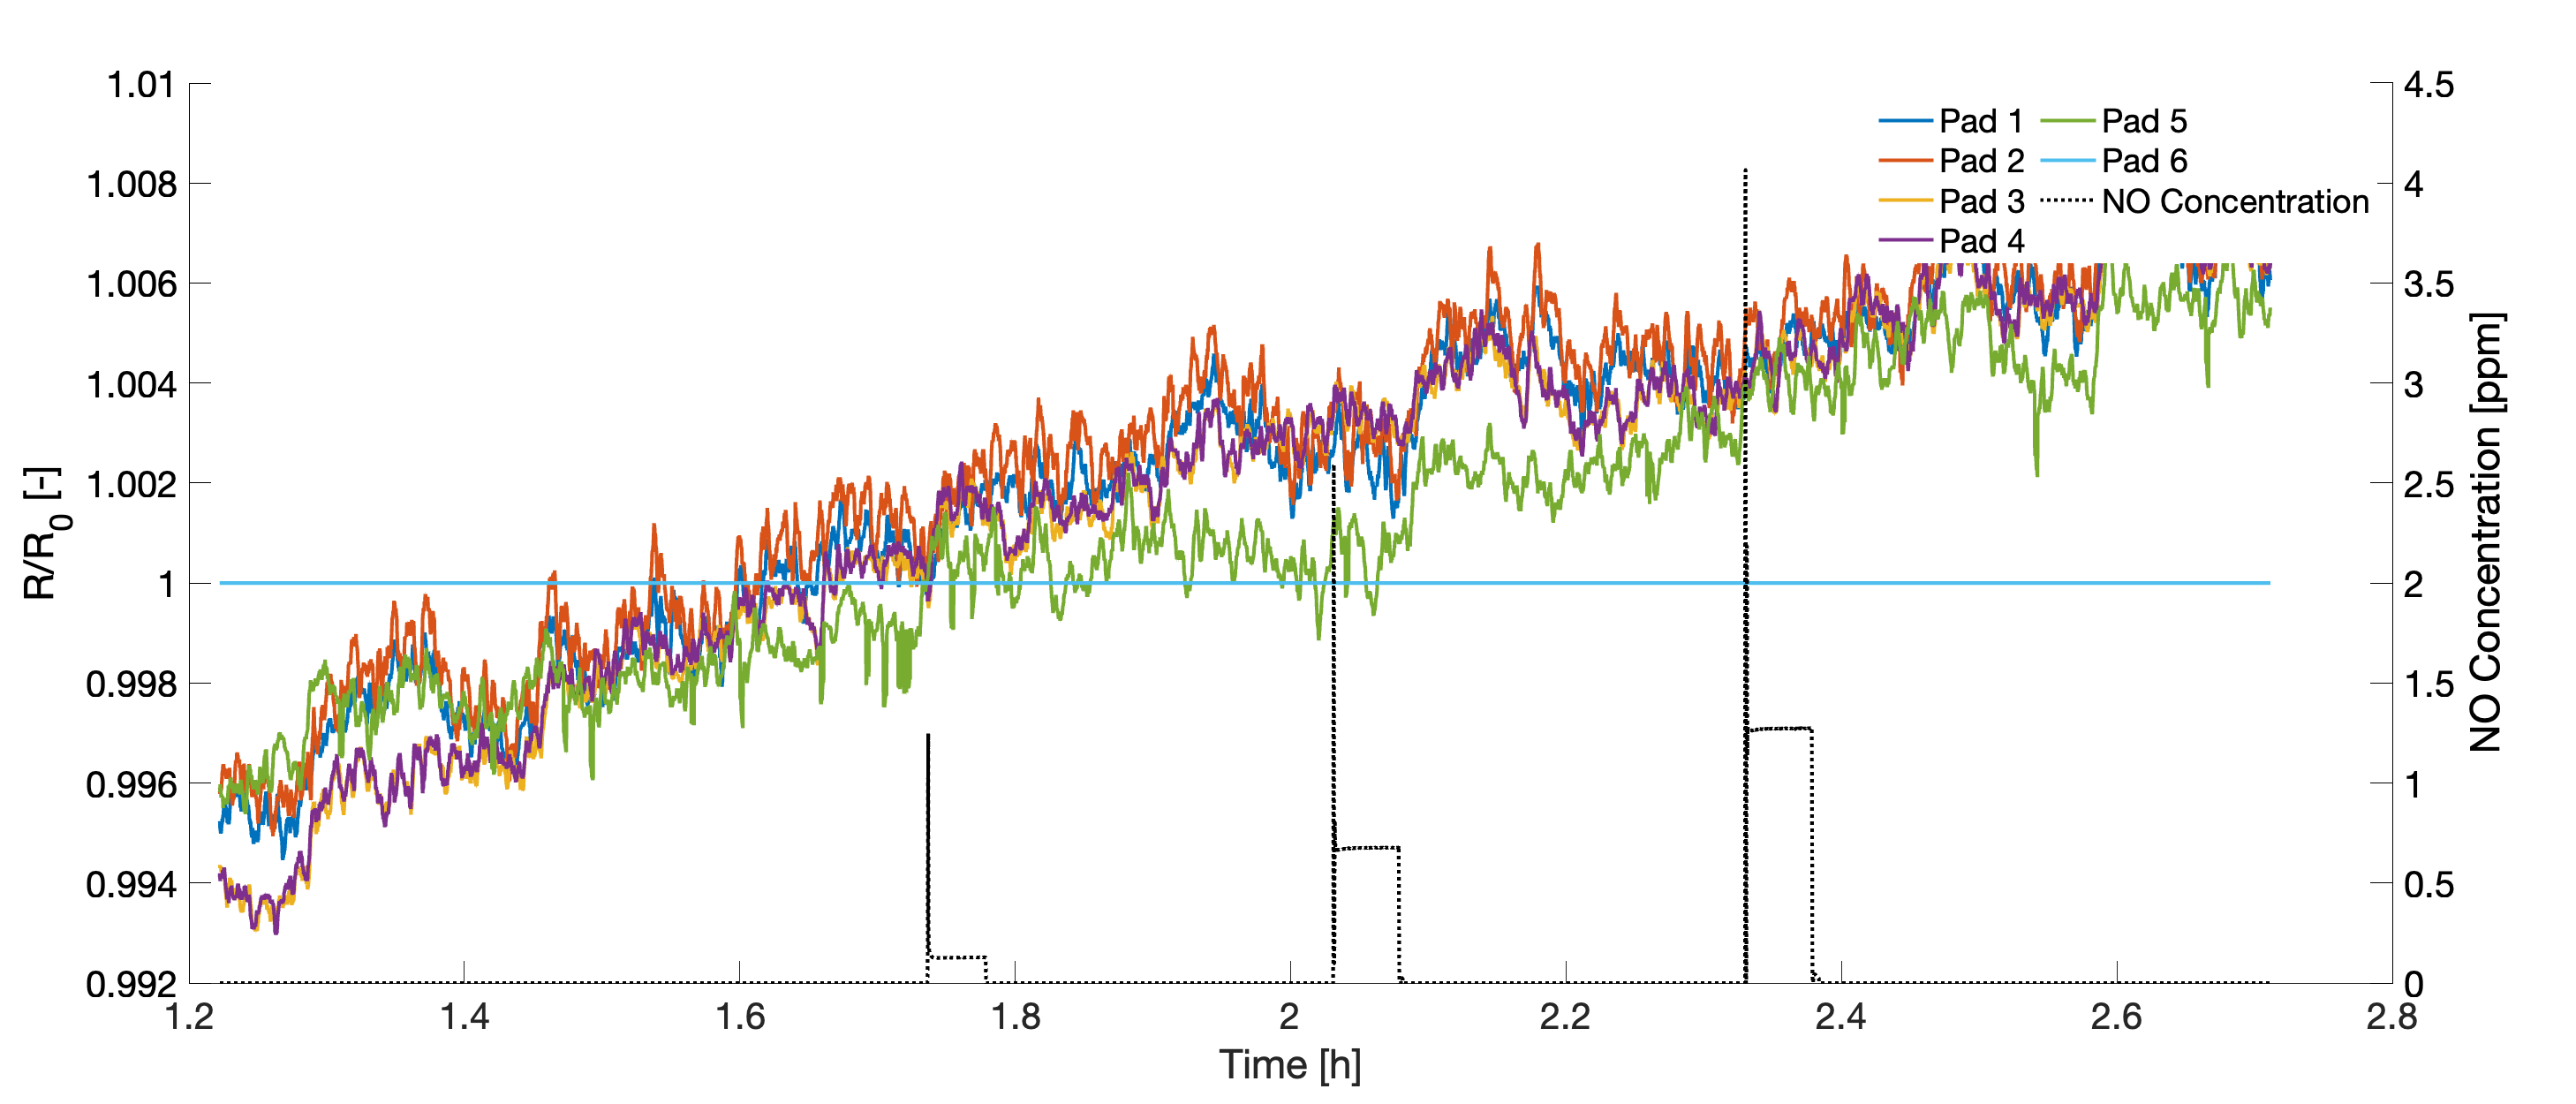 1.01
1.008
1.006
1.004
1.002
1
0.998
0.996
0.994
0.992
R/R0 [-]
1.2
1.4
1.6
1.8
2
2.2
2.4
2.6
2.8
Time [h]
4.5
4
3.5
3
2.5
2
1.5
1
0.5
0
NO Concentration [ppm]
Pad 1
Pad 2
Pad 3
Pad 4
Pad 5
Pad 6
NO Concentration